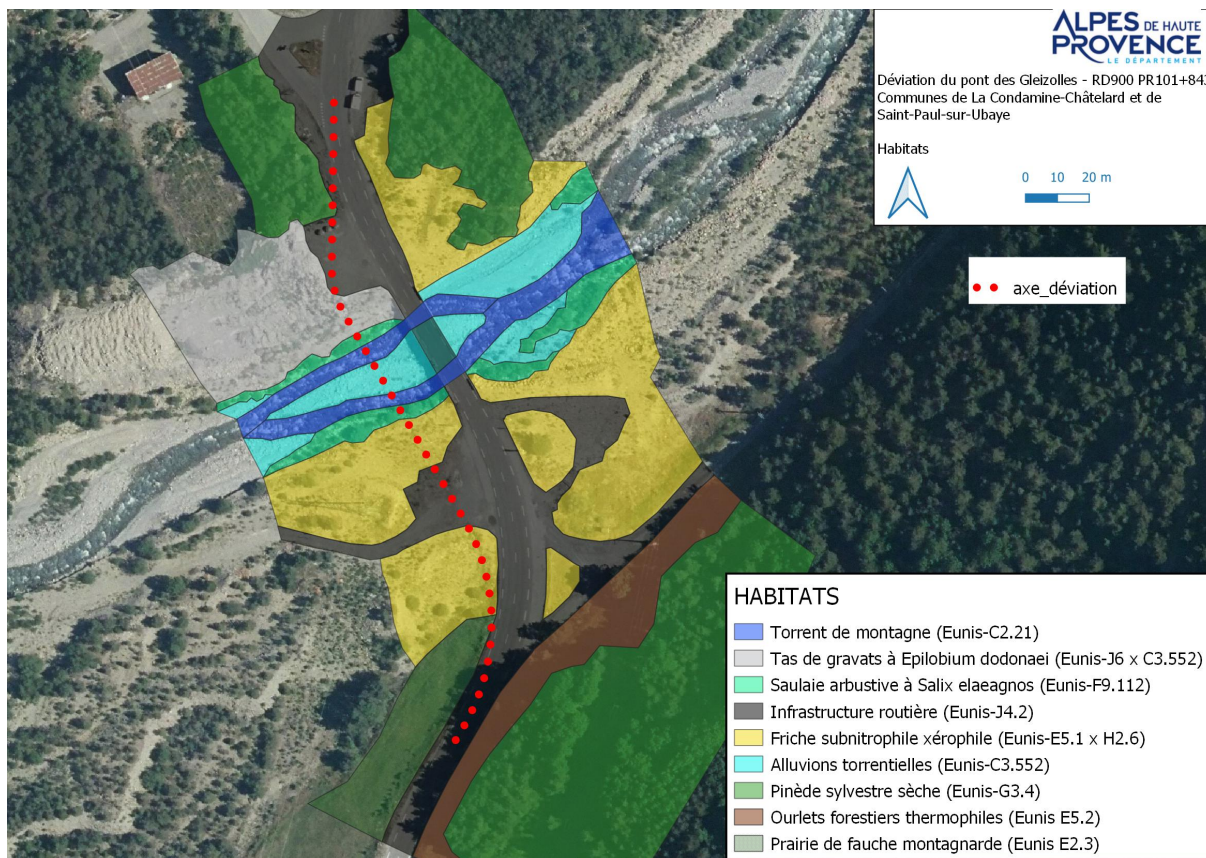 ALPES DE HAUTE
PROVENCE
LE DÉPARTEMENT
Déviation du pont des Gleizolles - RD900 PR101+843
Communes de La Condamine-Châtelard et de
Saint-Paul-sur-Ubaye
Habitats
0 10 20 m
axe_déviation
HABITATS
Torrent de montagne (Eunis-C2.21)
Tas de gravats à Epilobium dodonaei (Eunis-J6 x C3.552)
Saulaie arbustive à Salix elaeagnos (Eunis-F9.112)
Infrastructure routière (Eunis-J4.2)
Friche subnitrophile xérophile (Eunis-E5.1 x H2.6)
Alluvions torrentielles (Eunis-C3.552)
Pinède sylvestre sèche (Eunis-G3.4)
Ourlets forestiers thermophiles (Eunis E5.2)
Prairie de fauche montagnarde (Eunis E2.3)